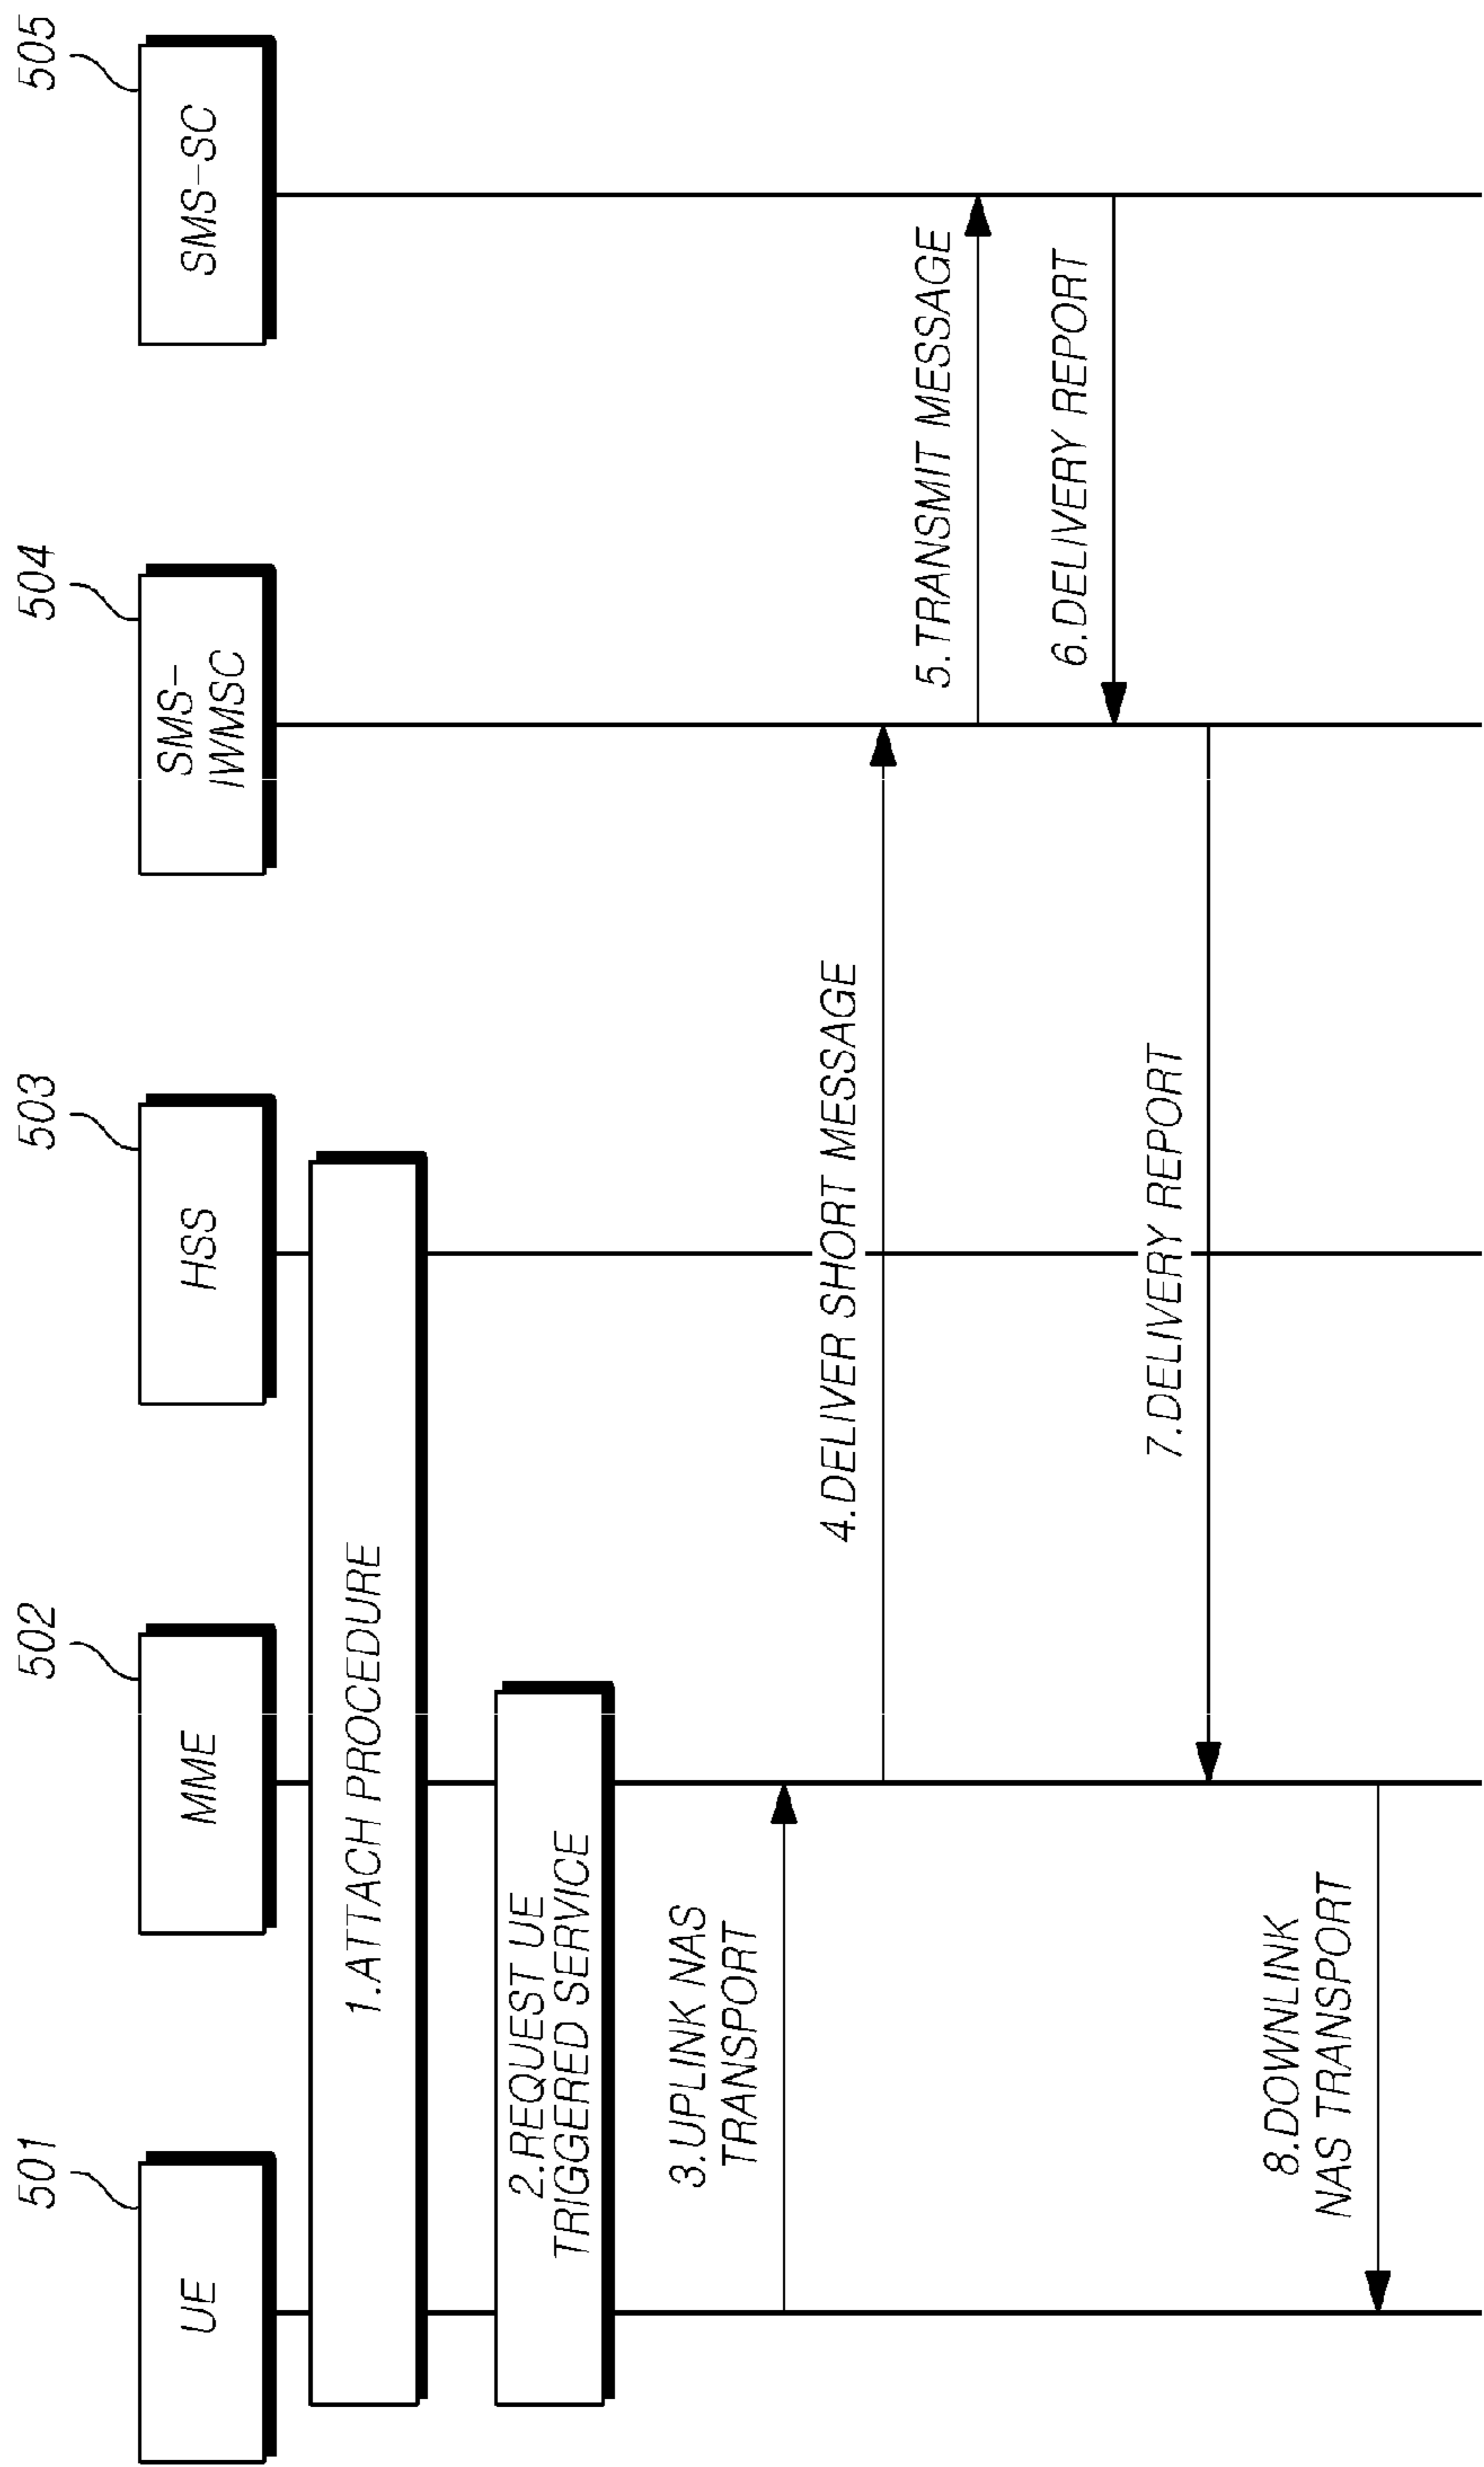 501
502
503
504
505
UE
MME
HSS
SMS-
IWMSC
SMS-SC
1.ATTACH PROCEDURE
2.REQUEST UE
TRIGGERED SERVICE
3.UPLINK NAS
TRANSPORT
4.DELIVER SHORT MESSAGE
5.TRANSMIT MESSAGE
6.DELIVERY REPORT
7.DELIVERY REPORT
8.DOWNLINK
NAS TRANSPORT